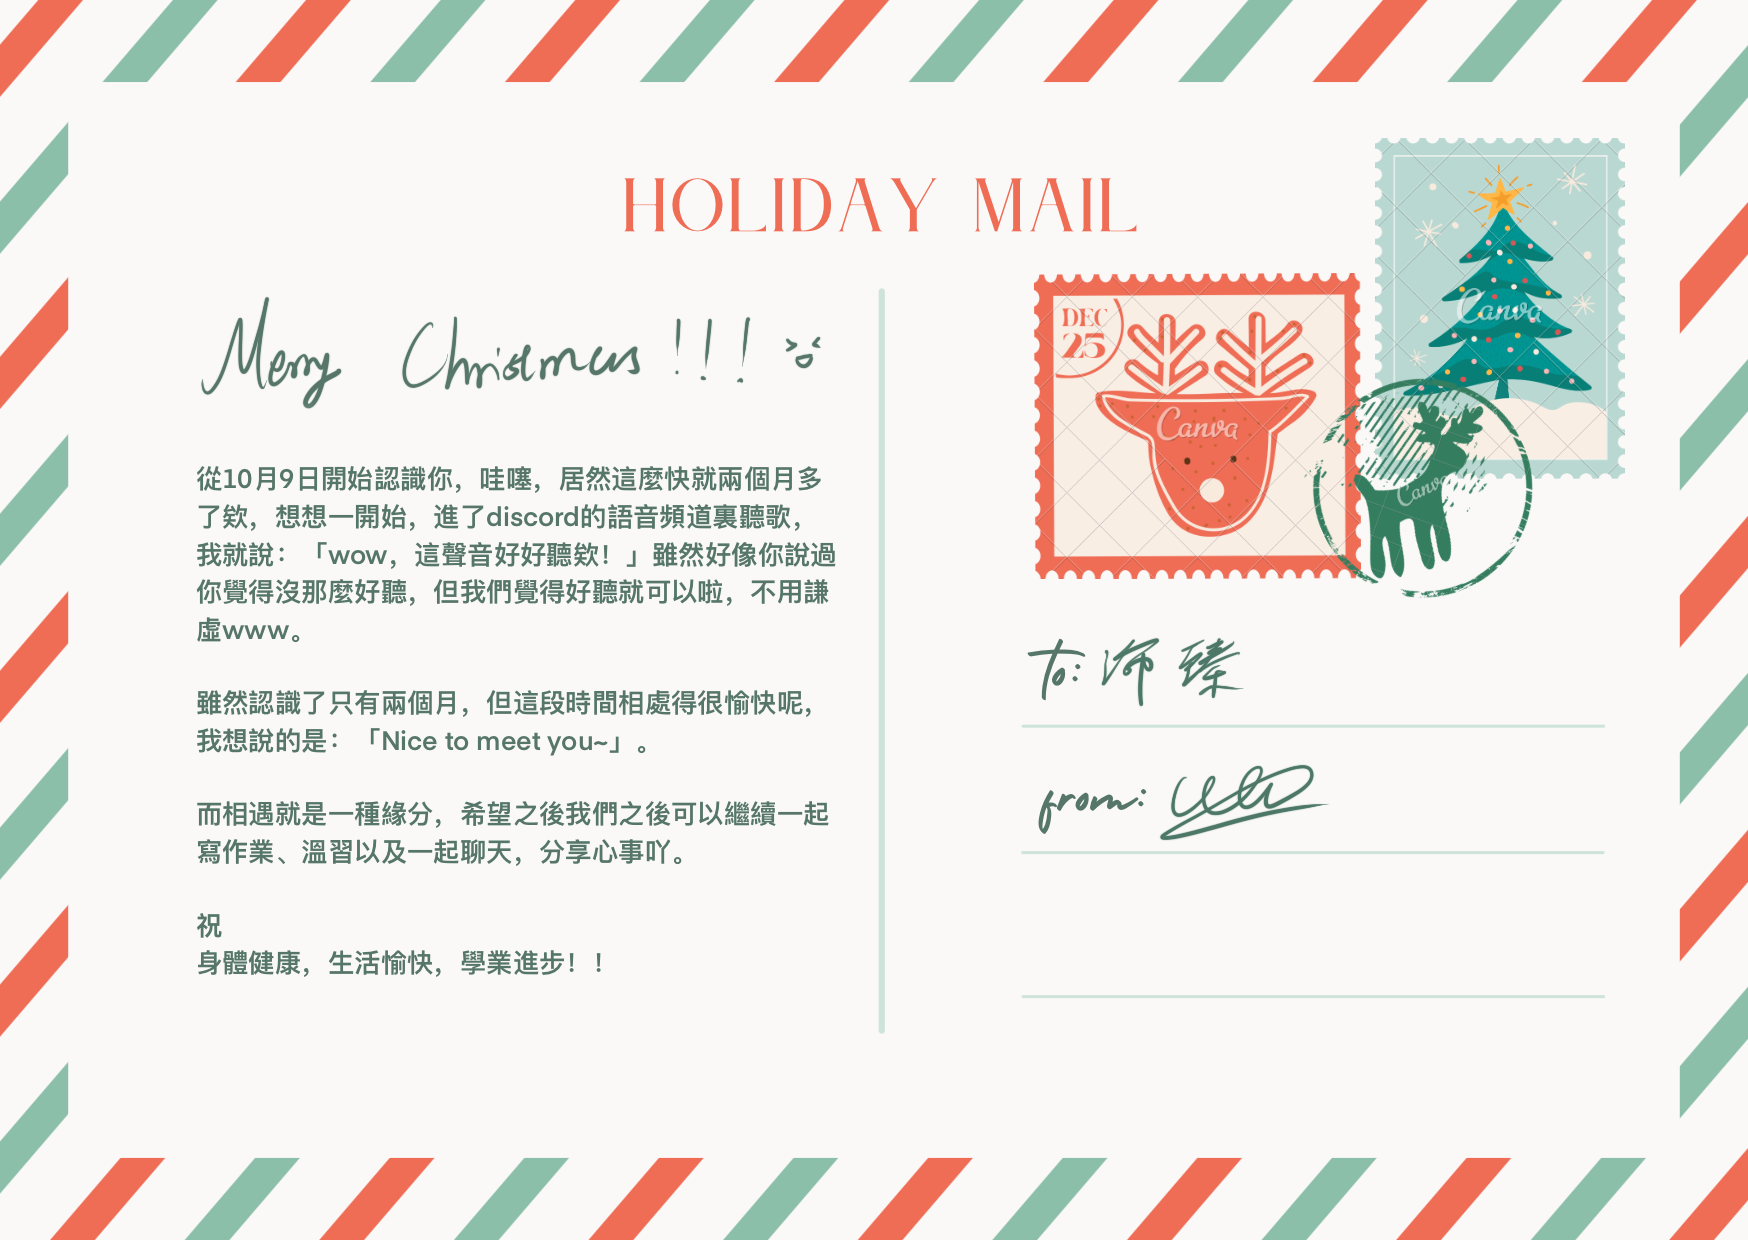 HOLIDAY MAIL
Merry Christmas!!!
從10月9日開始認識你，哇噻，居然這麼快就兩個月多
了欸，想想一開始，進了discord的語音頻道裏聽歌，
我就說：「wow，這聲音好好聽欸！」雖然好像你說過
你覺得沒那麼好聽，但我們覺得好聽就可以啦，不用謙
虛www。
雖然認識了只有兩個月，但這段時間相處得很愉快呢，
我想說的是：「Nice to meet you~」。
而相遇就是一種緣分，希望之後我們之後可以繼續一起
寫作業、溫習以及一起聊天，分享心事吖。
祝
身體健康，生活愉快，學業進步！！
DEC
25
Canva
Canva
Canva
To: 沛臻
from: